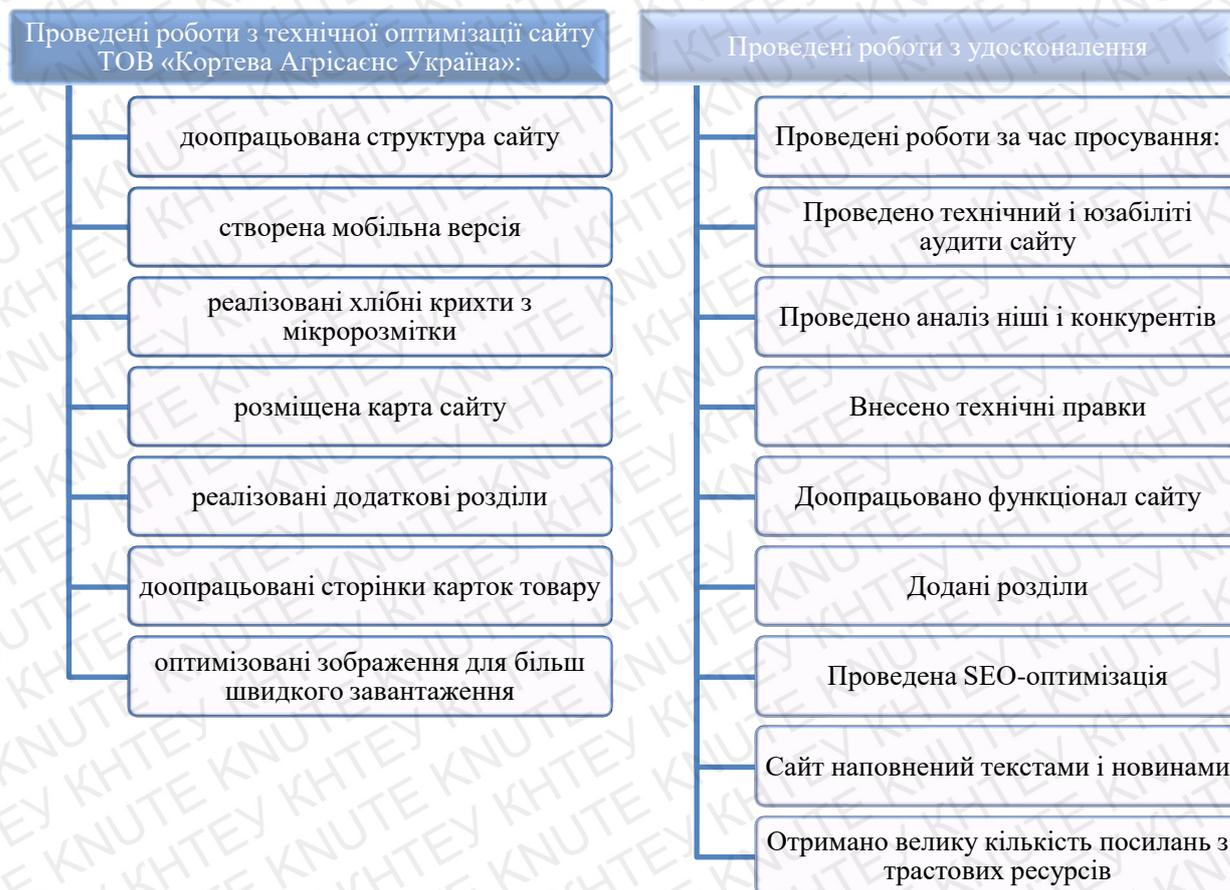 Проведені роботи з технічної оптимізації сайту
ТОВ «Кортева Агрісаєнс Україна»:
доопрацьована структура сайту
створена мобільна версія
реалізовані хлібні крихти з
мікророзмітки
розміщена карта сайту
реалізовані додаткові розділи
доопрацьовані сторінки карток товару
оптимізовані зображення для більш
швидкого завантаження
Проведені роботи з удосконалення
Проведені роботи за час просування:
Проведено технічний і юзабіліті
аудити сайту
Проведено аналіз ніші і конкурентів
Внесено технічні правки
Доопрацьовано функціонал сайту
Додані розділи
Проведена SEO-оптимізація
Сайт наповнений текстами і новинами
Отримано велику кількість посилань з
трастових ресурсів